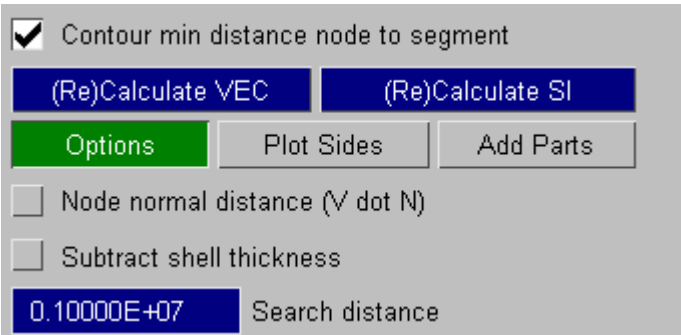 Contour min distance node to segment
(Re)Calculate VEC (Re)Calculate SI
Options Plot Sides Add Parts
Node normal distance (V dot N)
Subtract shell thickness
0.10000E+07 Search distance